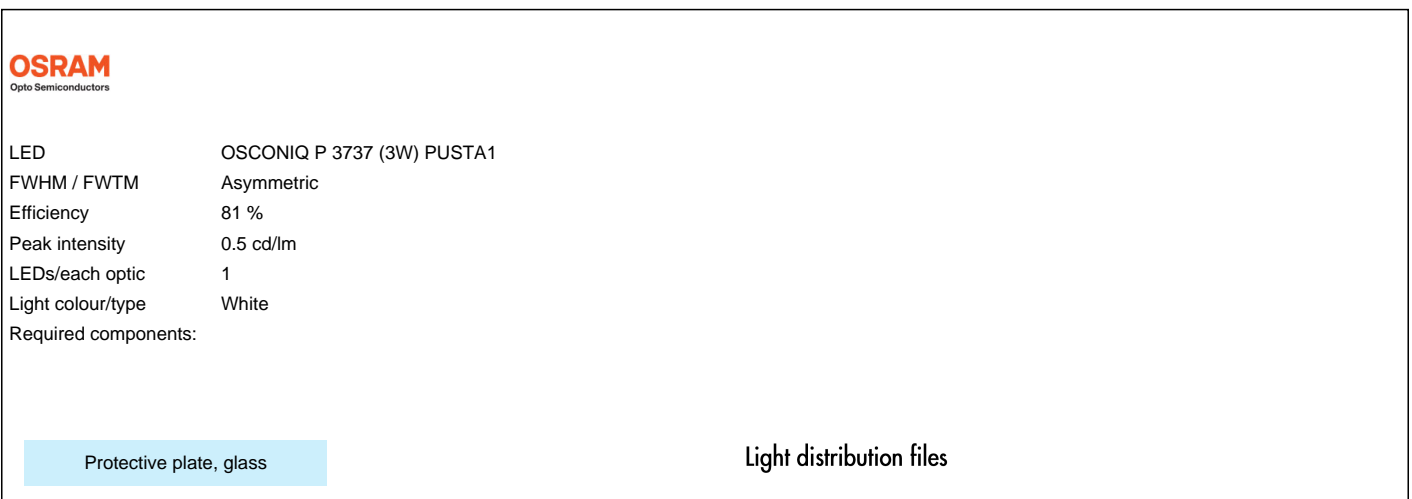 OSRAM
Opto Semiconductors
LED OSCONIQ P 3737 (3W) PUSTA1
FWHM / FWTM Asymmetric
Efficiency 81 %
Peak intensity 0.5 cd/lm
LEDs/each optic 1
Light colour/type White
Required components:
Protective plate, glass
Light distribution files